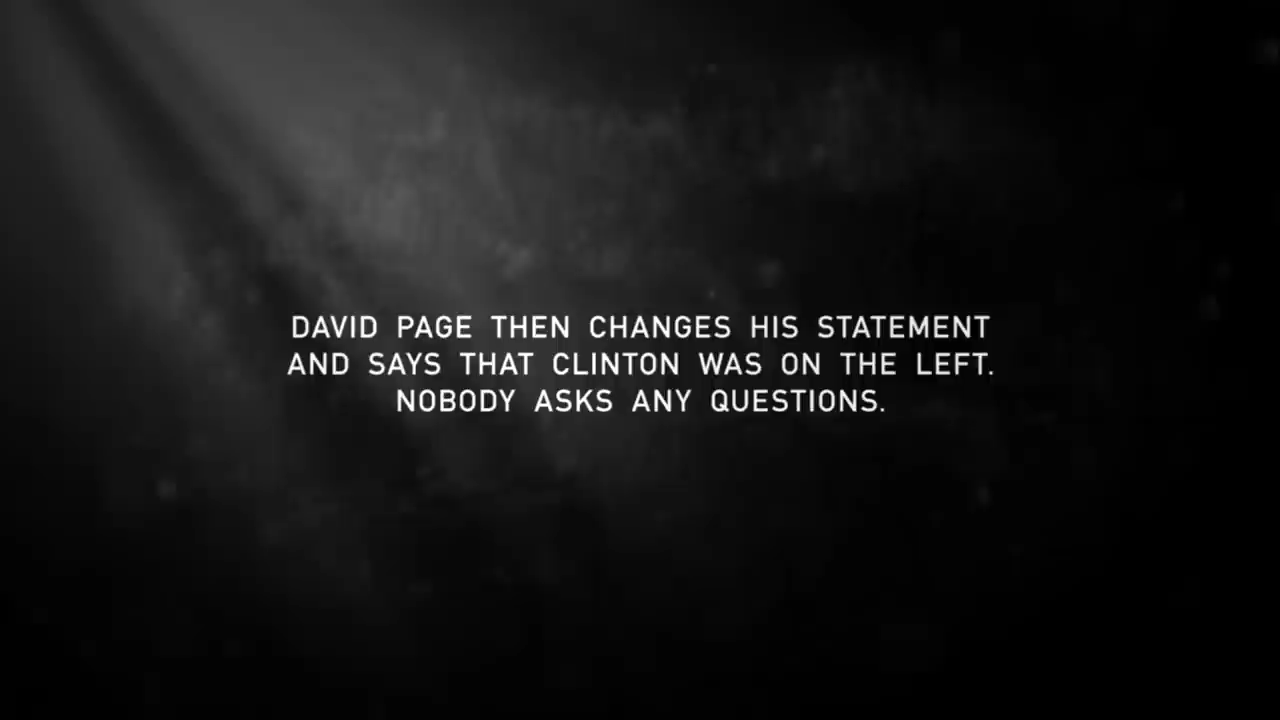 DAVID PAGE THEN CHANGES HIS STATEMENT
AND SAYS THAT CLINTON WAS ON THE LEFT.
NOBODY ASKS ANY QUESTIONS.